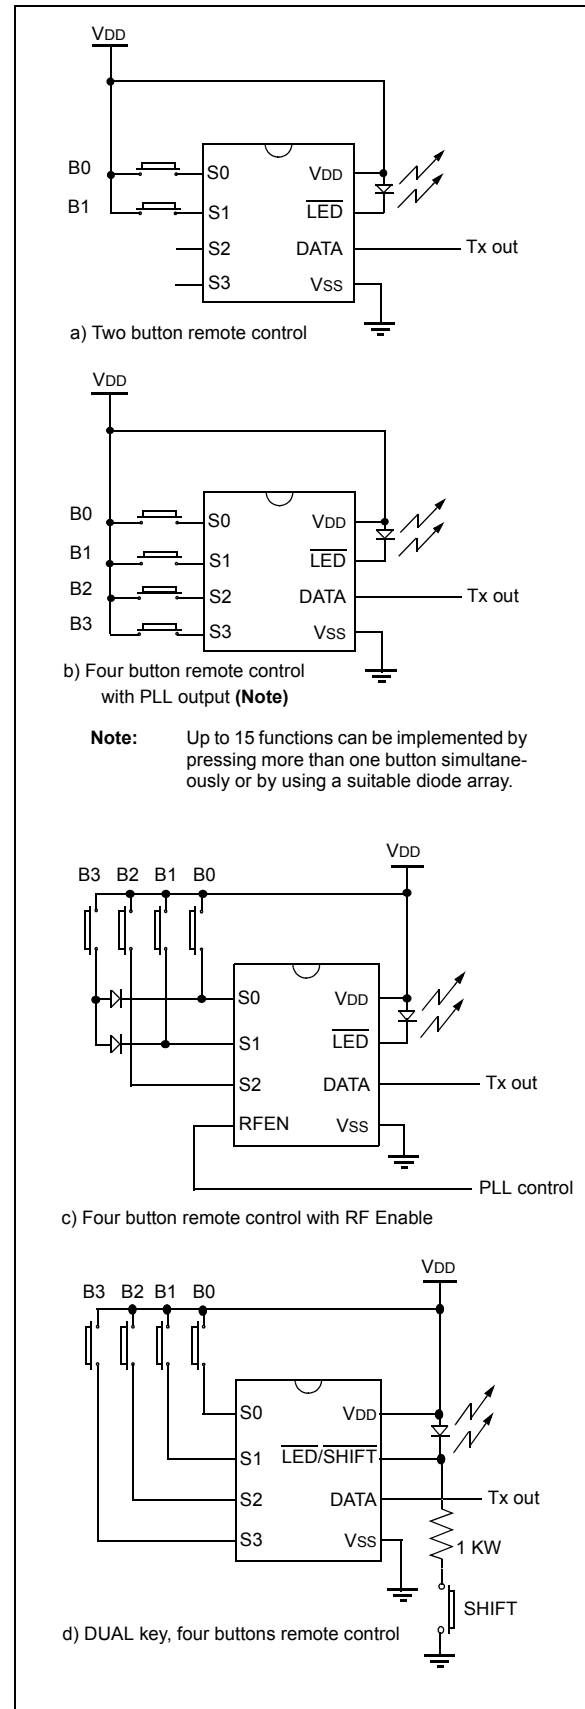 VDD
B0
S0
VDD
B1
S1
LED
S2
DATA
Tx out
S3
VSS
a) Two button remote control
VDD
B0
S0
VDD
B1
S1
LED
B2
S2
DATA
Tx out
B3
S3
VSS
b) Four button remote control
with PLL output (Note)
Note: Up to 15 functions can be implemented by
pressing more than one button simultane-
ously or by using a suitable diode array.
VDD
B3 B2 B1 B0
S0
VDD
S1
LED
S2
DATA
Tx out
RFEN
VSS
PLL control
c) Four button remote control with RF Enable
VDD
B3 B2 B1 B0
S0
VDD
S1
LED/SHIFT
S2
DATA
Tx out
S3
VSS
1 KW
SHIFT
d) DUAL key, four buttons remote control